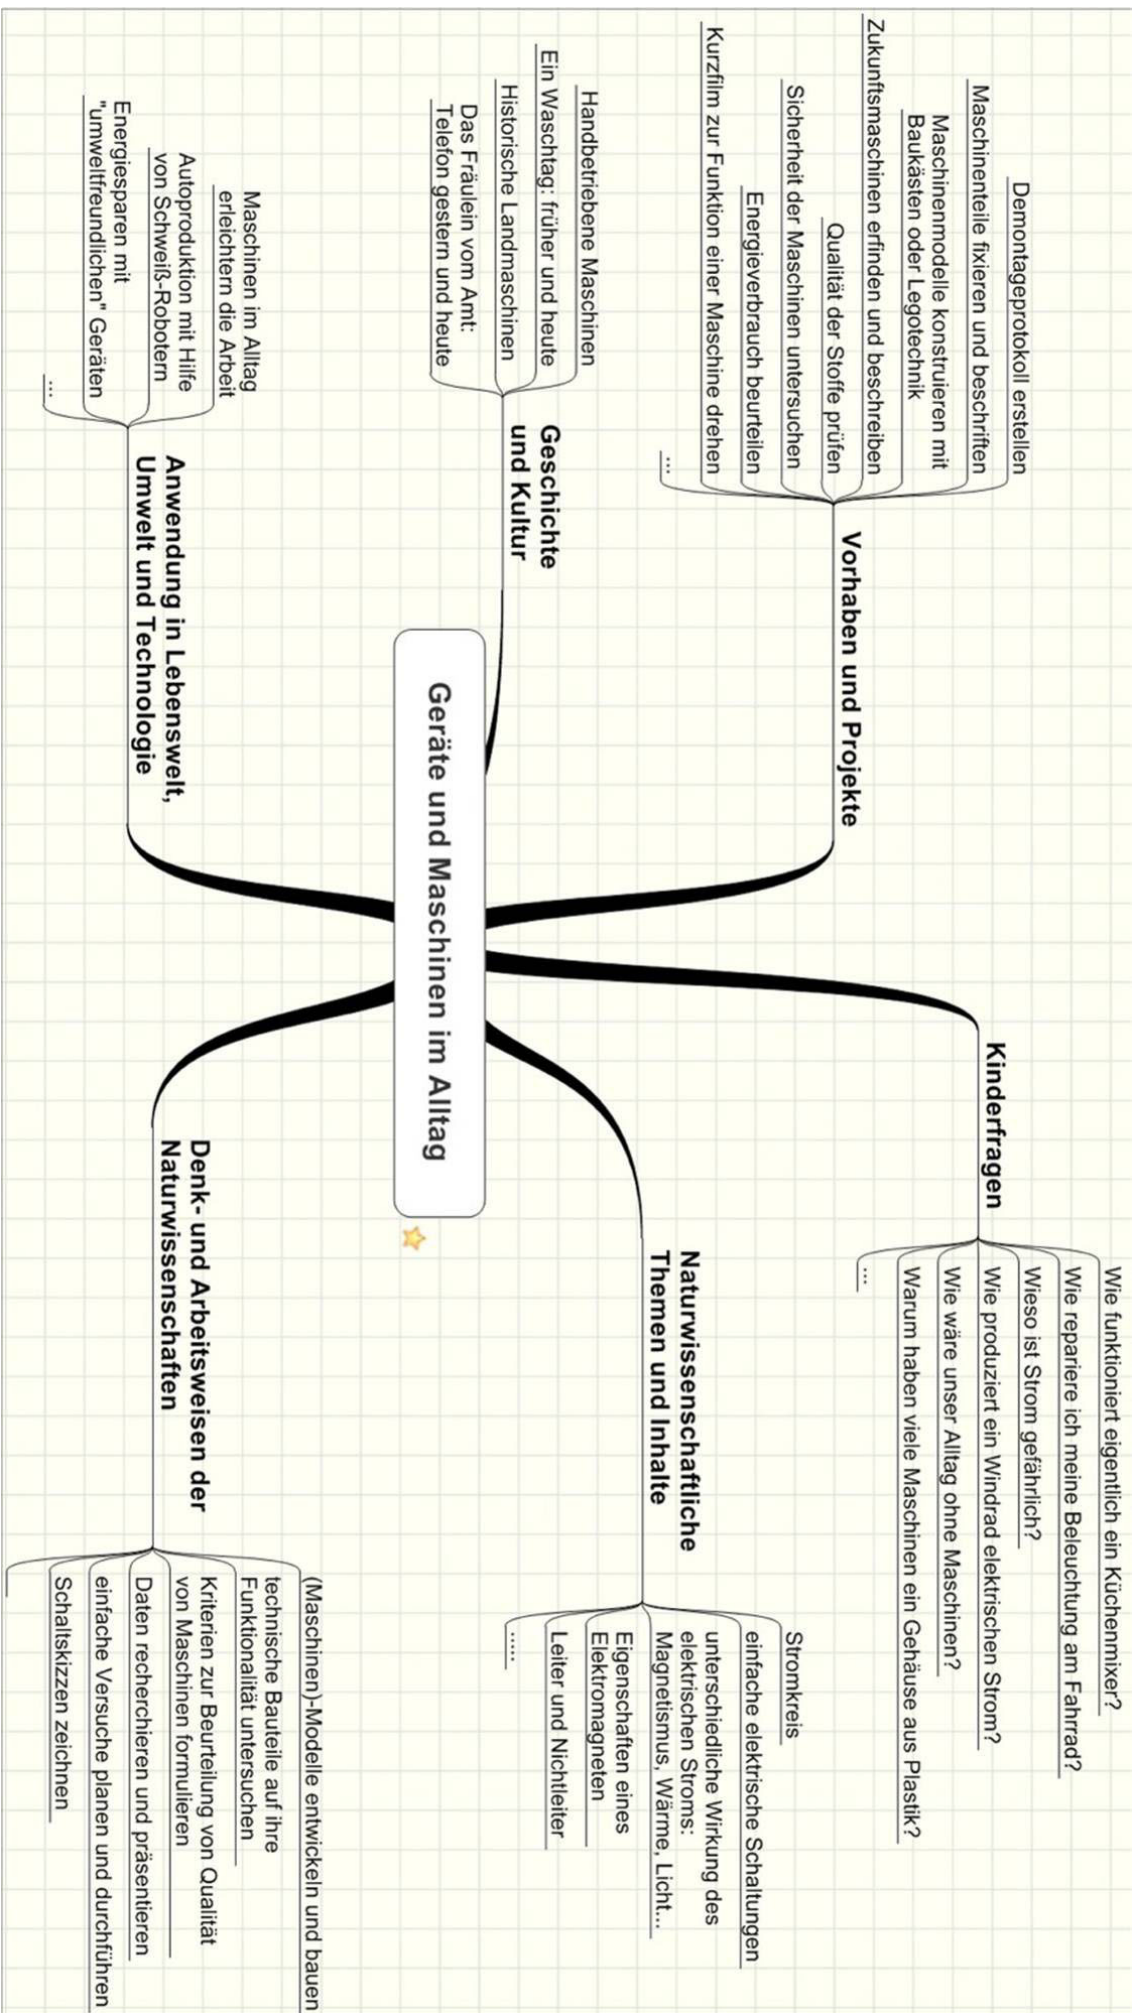 Geräte und Maschinen im Alltag
Vorhaben und Projekte
Demontageprotokoll erstellen
Maschinenteile fixieren und beschriften
Maschinenmodelle konstruieren mit
Baukästen oder Legotechnik
Zukunftsmaschinen erfinden und beschreiben
Qualität der Stoffe prüfen
Sicherheit der Maschinen untersuchen
Energieverbrauch beurteilen
Kurzfilm zur Funktion einer Maschine drehen
...
Geschichte
und Kultur
Handbetriebene Maschinen
Ein Waschtag: früher und heute
Historische Landmaschinen
Das Fräulein vom Amt:
Telefon gestern und heute
Anwendung in Lebenswelt,
Umwelt und Technologie
Maschinen im Alltag
erleichtern die Arbeit
Autoproduktion mit Hilfe
von Schweiß-Robotern
Energiesparen mit
"umweltfreundlichen" Geräten
...
Kinderfragen
Wie funktioniert eigentlich ein Küchenmixer?
Wie repariere ich meine Beleuchtung am Fahrrad?
Wieso ist Strom gefährlich?
Wie produziert ein Windrad elektrischen Strom?
Wie wäre unser Alltag ohne Maschinen?
Warum haben viele Maschinen ein Gehäuse aus Plastik?
...
Naturwissenschaftliche
Themen und Inhalte
Stromkreis
einfache elektrische Schaltungen
unterschiedliche Wirkung des
elektrischen Stroms:
Magnetismus, Wärme, Licht...
Eigenschaften eines
Elektromagneten
Leiter und Nichtleiter
.....
Denk- und Arbeitsweisen der
Naturwissenschaften
(Maschinen)-Modelle entwickeln und bauen
technische Bauteile auf ihre
Funktionalität untersuchen
Kriterien zur Beurteilung von Qualität
von Maschinen formulieren
Daten recherchieren und präsentieren
einfache Versuche planen und durchführen
Schaltskizzen zeichnen